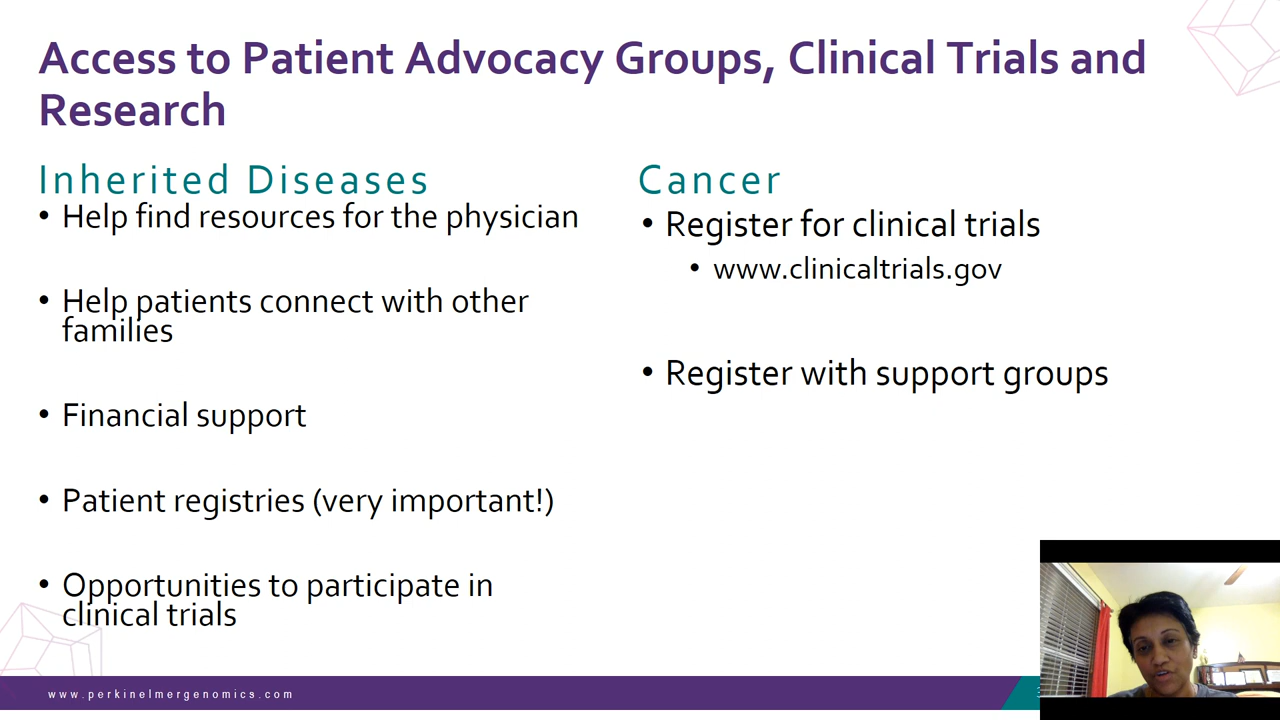 Access to Patient Advocacy Groups, Clinical Trials and
Research
Inherited Diseases
• Help find resources for the physician
• Help patients connect with other
families
• Financial support
• Patient registries (very important!)
• Opportunities to participate in
clinical trials
Cancer
• Register for clinical trials
• www.clinicaltrials.gov
• Register with support groups
www.perkinelmergenomics.com